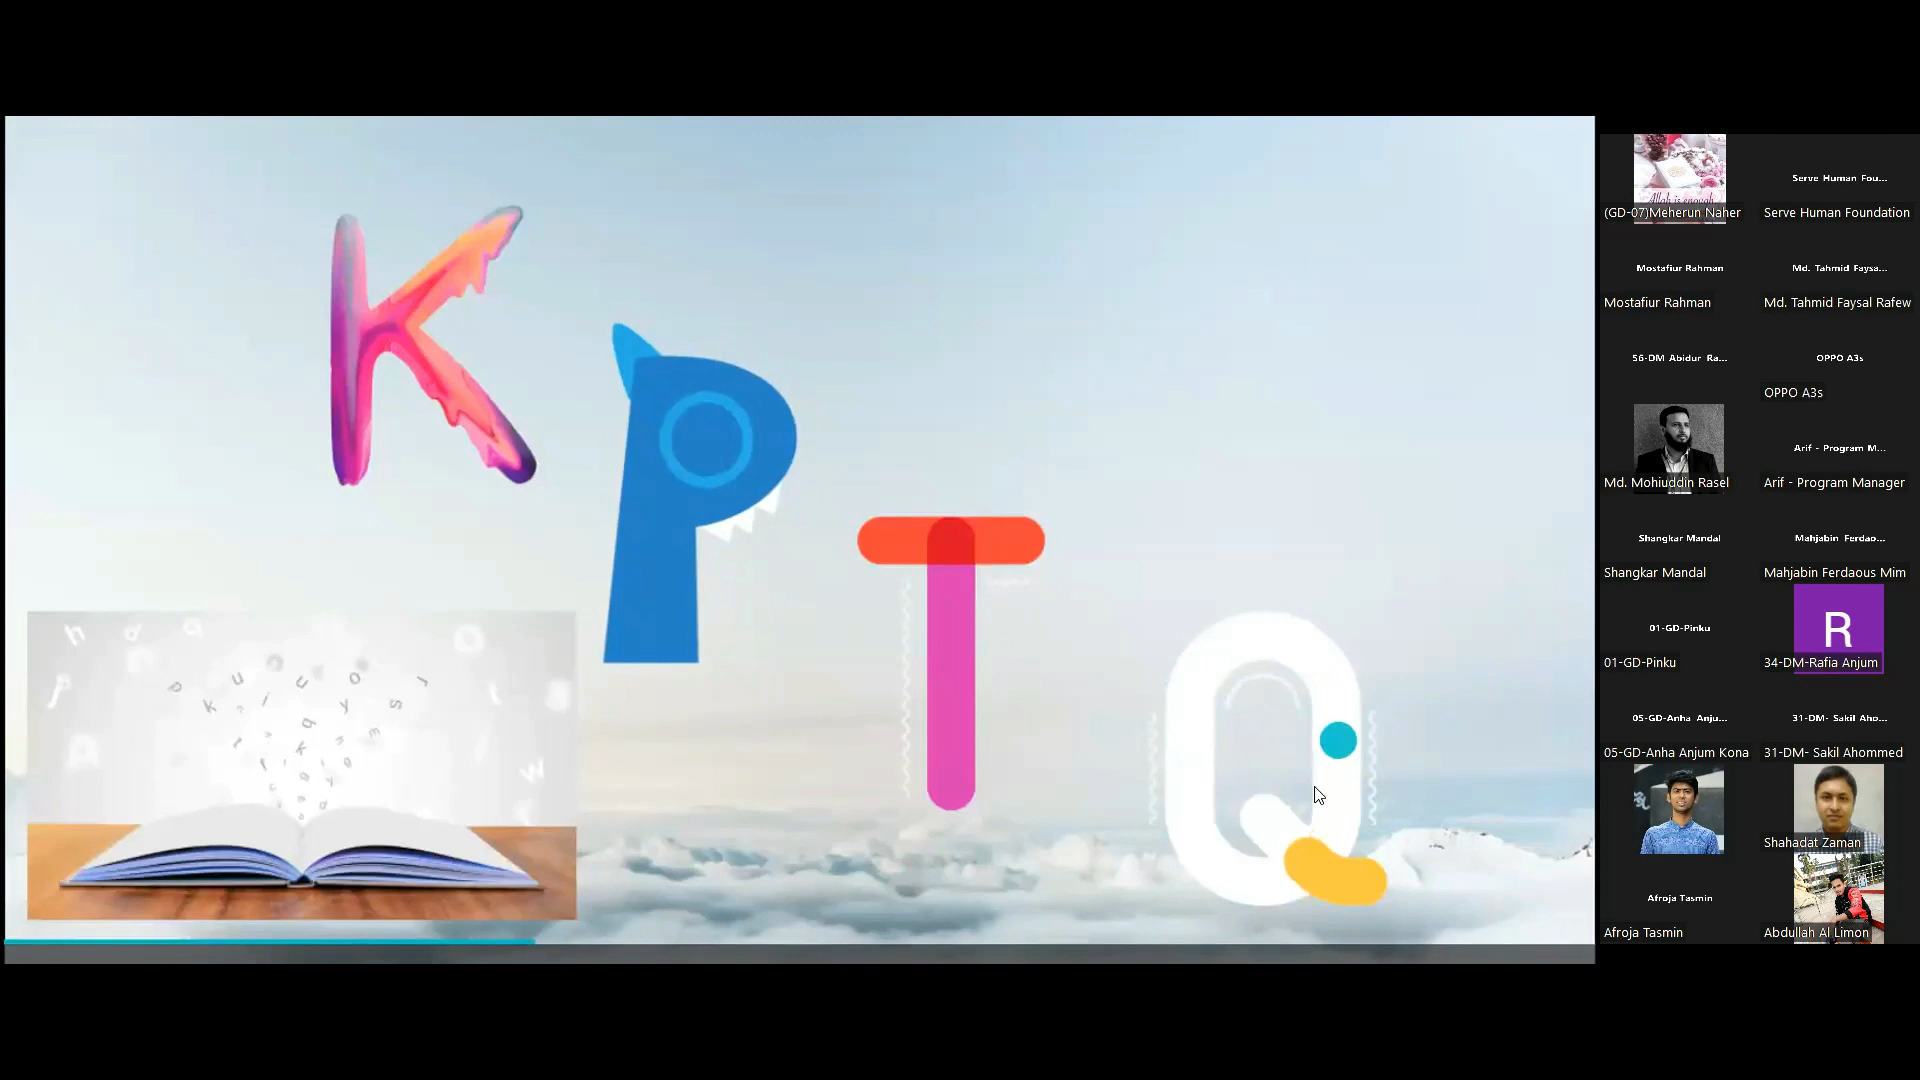 K
P
T
Q
Allah is enough
(GD-07)Meherun Naher
Serve Human Fou...
Serve Human Foundation
Mostafiur Rahman
Mostafiur Rahman
Md. Tahmid Faysa...
Md. Tahmid Faysal Rafew
56-DM Abidur Ra...
OPPO A3s
OPPO A3s
Md. Mohiuddin Rasel
Arif - Program M...
Arif - Program Manager
Shangkar Mandal
Shangkar Mandal
Mahjabin Ferdao...
Mahjabin Ferdaous Mim
01-GD-Pinku
01-GD-Pinku
R
34-DM-Rafia Anjum
05-GD-Anha Anju...
05-GD-Anha Anjum Kona
31-DM- Sakil Aho...
31-DM- Sakil Ahommed
Shahadat Zaman
Afroja Tasmin
Afroja Tasmin
Abdullah Al Limon